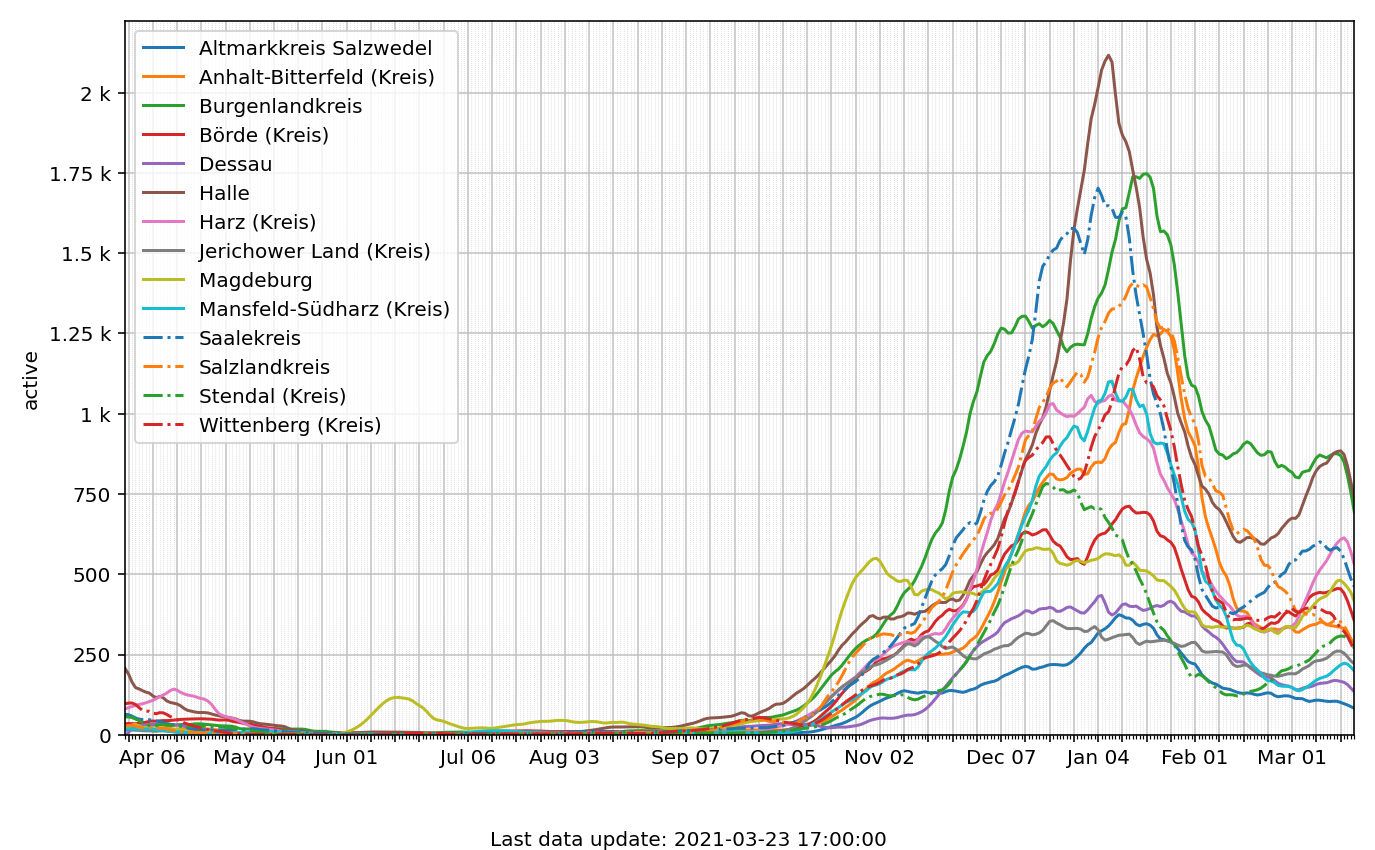 Altmarkkreis Salzwedel
Anhalt-Bitterfeld (Kreis)
Burgenlandkreis
Börde (Kreis)
Dessau
Halle
Harz (Kreis)
Jerichower Land (Kreis)
Magdeburg
Mansfeld-Südharz (Kreis)
Saalekreis
Salzlandkreis
Stendal (Kreis)
Wittenberg (Kreis)
2 k
1.75 k
1.5 k
1.25 k
1 k
750
500
250
0
active
Apr 06 May 04 Jun 01 Jul 06 Aug 03 Sep 07 Oct 05 Nov 02 Dec 07 Jan 04 Feb 01 Mar 01
Last data update: 2021-03-23 17:00:00